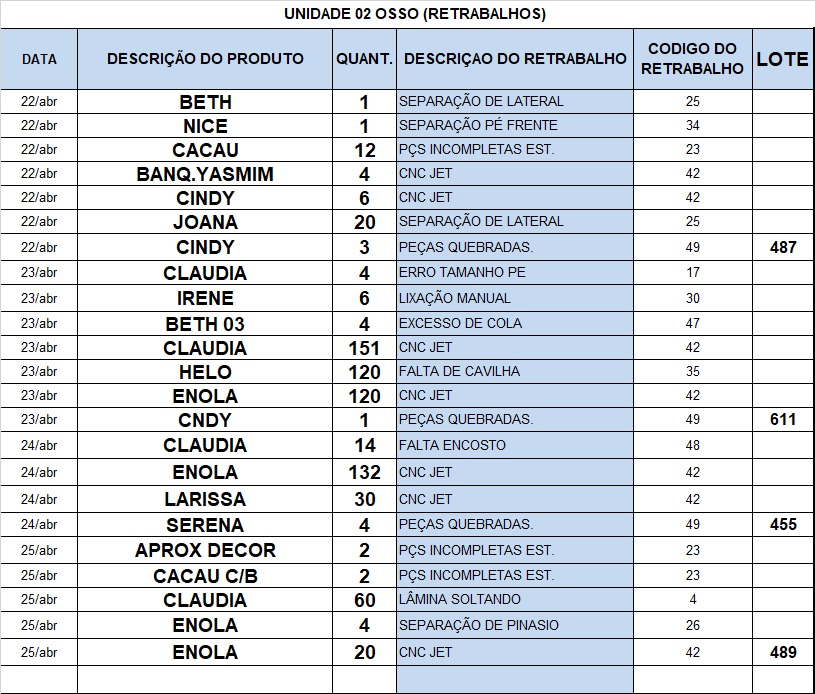 UNIDADE 02 OSSO (RETRABALHOS)
DATA DESCRIÇÃO DO PRODUTO QUANT. DESCRIÇAO DO RETRABALHO CODIGO DO RETRABALHO LOTE
22/abr BETH 1 SEPARAÇÃO DE LATERAL 25
22/abr NICE 1 SEPARAÇÃO PÉ FRENTE 34
22/abr CACAU 12 PÇS INCOMPLETAS EST. 23
22/abr BANQ.YASMIM 4 CNC JET 42
22/abr CINDY 6 CNC JET 42
22/abr JOANA 20 SEPARAÇÃO DE LATERAL 25
22/abr CINDY 3 PEÇAS QUEBRADAS. 49 487
23/abr CLAUDIA 4 ERRO TAMANHO PE 17
23/abr IRENE 6 LIXAÇÃO MANUAL 30
23/abr BETH 03 4 EXCESSO DE COLA 47
23/abr CLAUDIA 151 CNC JET 42
23/abr HELO 120 FALTA DE CAVILHA 35
23/abr ENOLA 120 CNC JET 42
23/abr CNDY 1 PEÇAS QUEBRADAS. 49 611
24/abr CLAUDIA 14 FALTA ENCOSTO 48
24/abr ENOLA 132 CNC JET 42
24/abr LARISSA 30 CNC JET 42
24/abr SERENA 4 PEÇAS QUEBRADAS. 49 455
25/abr APROX DECOR 2 PÇS INCOMPLETAS EST. 23
25/abr CACAU C/B 2 PÇS INCOMPLETAS EST. 23
25/abr CLAUDIA 60 LÂMINA SOLTANDO 4
25/abr ENOLA 4 SEPARAÇÃO DE PINASIO 26
25/abr ENOLA 20 CNC JET 42 489